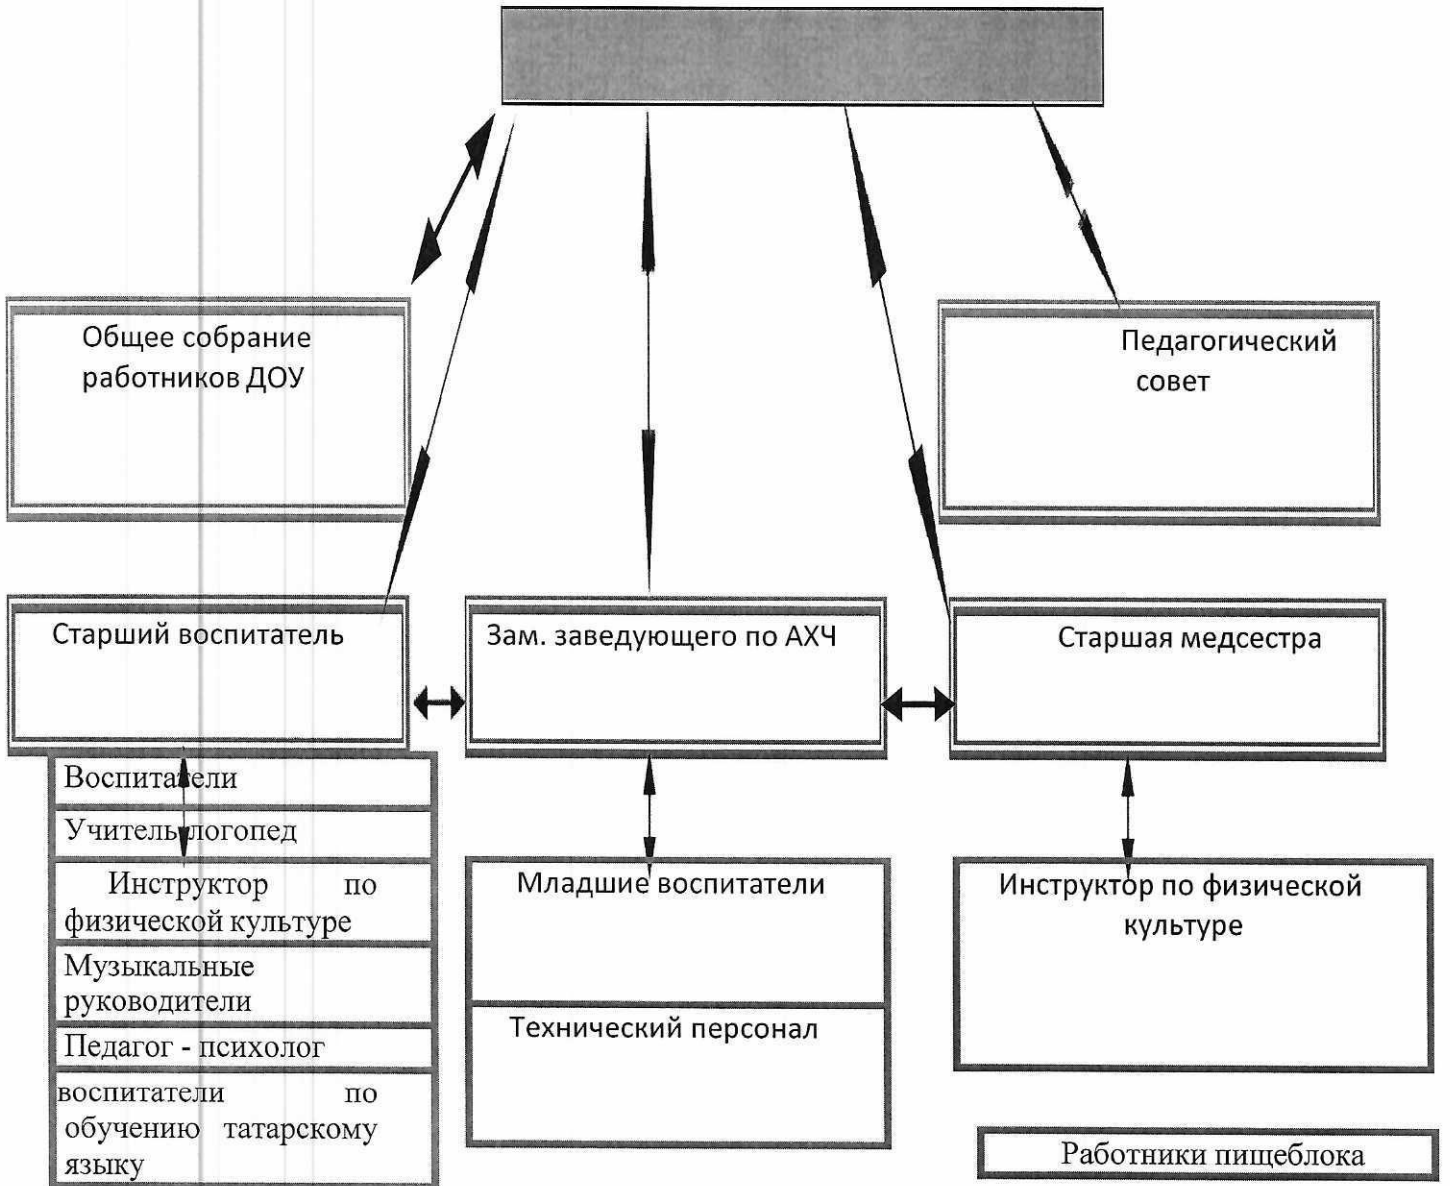 Общее собрание
работников ДОУ
Педагогический
совет
Старший воспитатель
Зам. заведующего по АХЧ
Старшая медсестра
Воспитатели
Учитель логопед
Инструктор по
физической культуре
Музыкальные
руководители
Педагог - психолог
воспитатели по
обучению татарскому
языку
Младшие воспитатели
Технический персонал
Инструктор по физической
культуре
Работники пищеблока